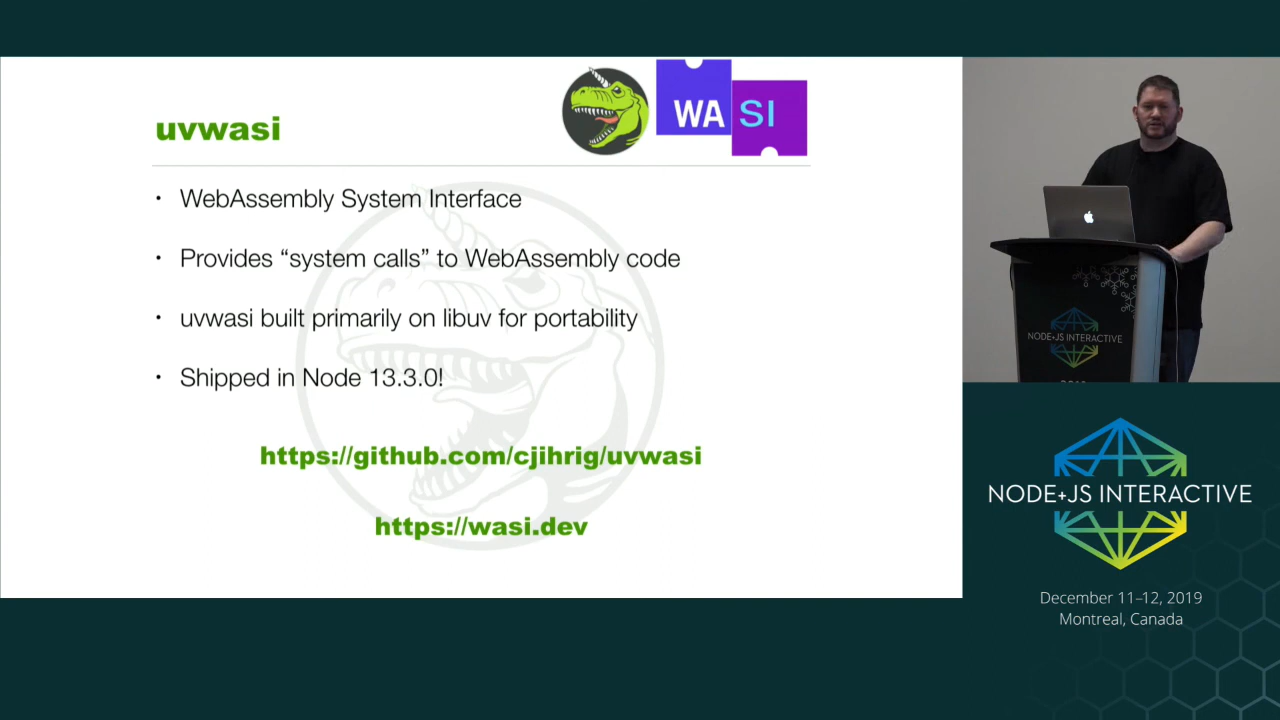 uvwasi
WA SI
• WebAssembly System Interface
• Provides “system calls” to WebAssembly code
• uvwasi built primarily on libuv for portability
• Shipped in Node 13.3.0!
https://github.com/cjihrig/uvwasi
https://wasi.dev
NODE+JS INTERACTIVE
NODE+JS INTERACTIVE
December 11–12, 2019
Montreal, Canada